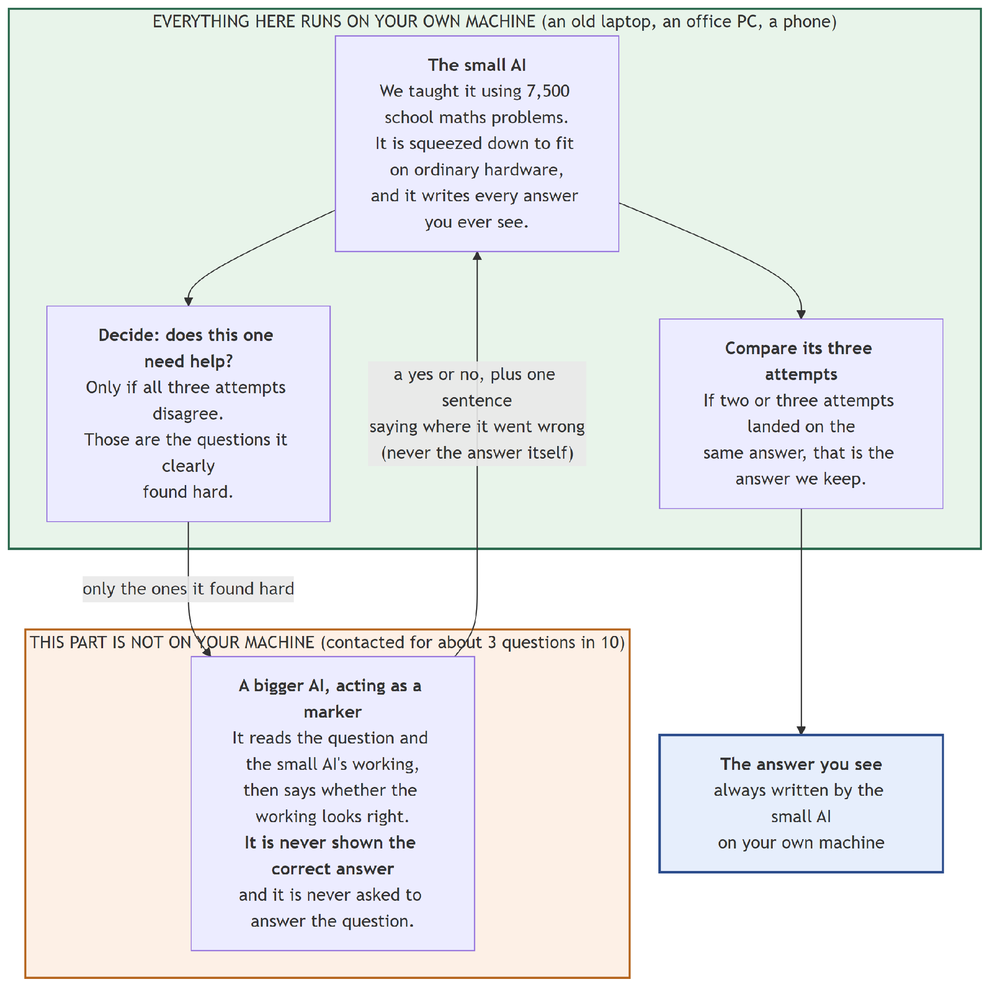 EVERYTHING HERE RUNS ON YOUR OWN MACHINE (an old laptop, an office PC, a phone)
The small AI
We taught it using 7,500
school maths problems.
It is squeezed down to fit
on ordinary hardware,
and it writes every answer
you ever see.
Decide: does this one
need help?
Only if all three attempts
disagree.
Those are the questions it
clearly
found hard.
a yes or no, plus one
sentence
saying where it went wrong
(never the answer itself)
Compare its three
attempts
If two or three attempts
landed on the
same answer, that is the
answer we keep.
only the ones it found hard
THIS PART IS NOT ON YOUR MACHINE (contacted for about 3 questions in 10)
A bigger AI, acting as a
marker
It reads the question and
the small AI's working,
then says whether the
working looks right.
It is never shown the
correct answer
and it is never asked to
answer the question.
The answer you see
always written by the
small AI
on your own machine